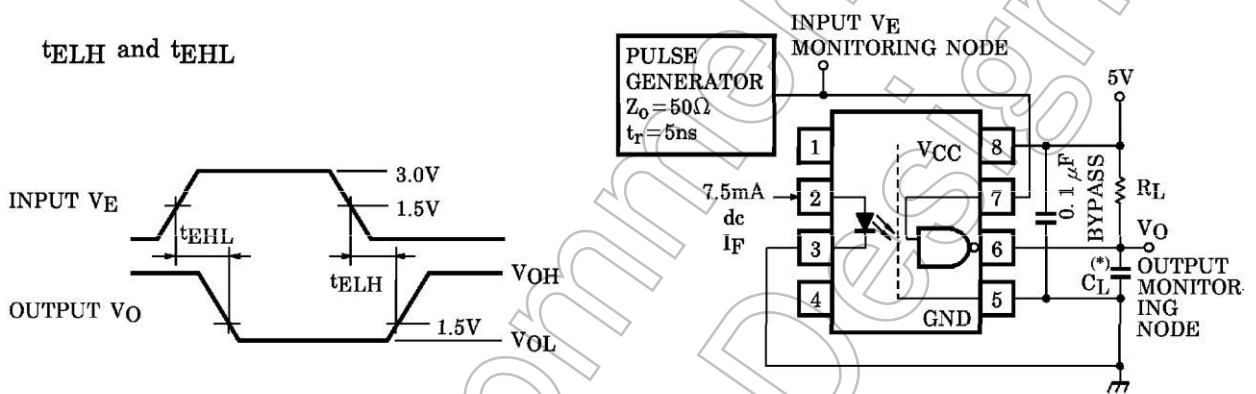 tELH and tEHL
INPUT VE
3.0V
1.5V
tEHL
tELH
VOH
OUTPUT VO
1.5V
VOL
PULSE
GENERATOR
Zo=50Ω
tr=5ns
INPUT VE
MONITORING NODE
5V
1
2
3
4
VCC
8
7
6
5
GND
7.5mA
dc
IF
0.1 μF
BYPASS
RL
VO
(*)
CL
OUTPUT
MONITOR-
ING
NODE